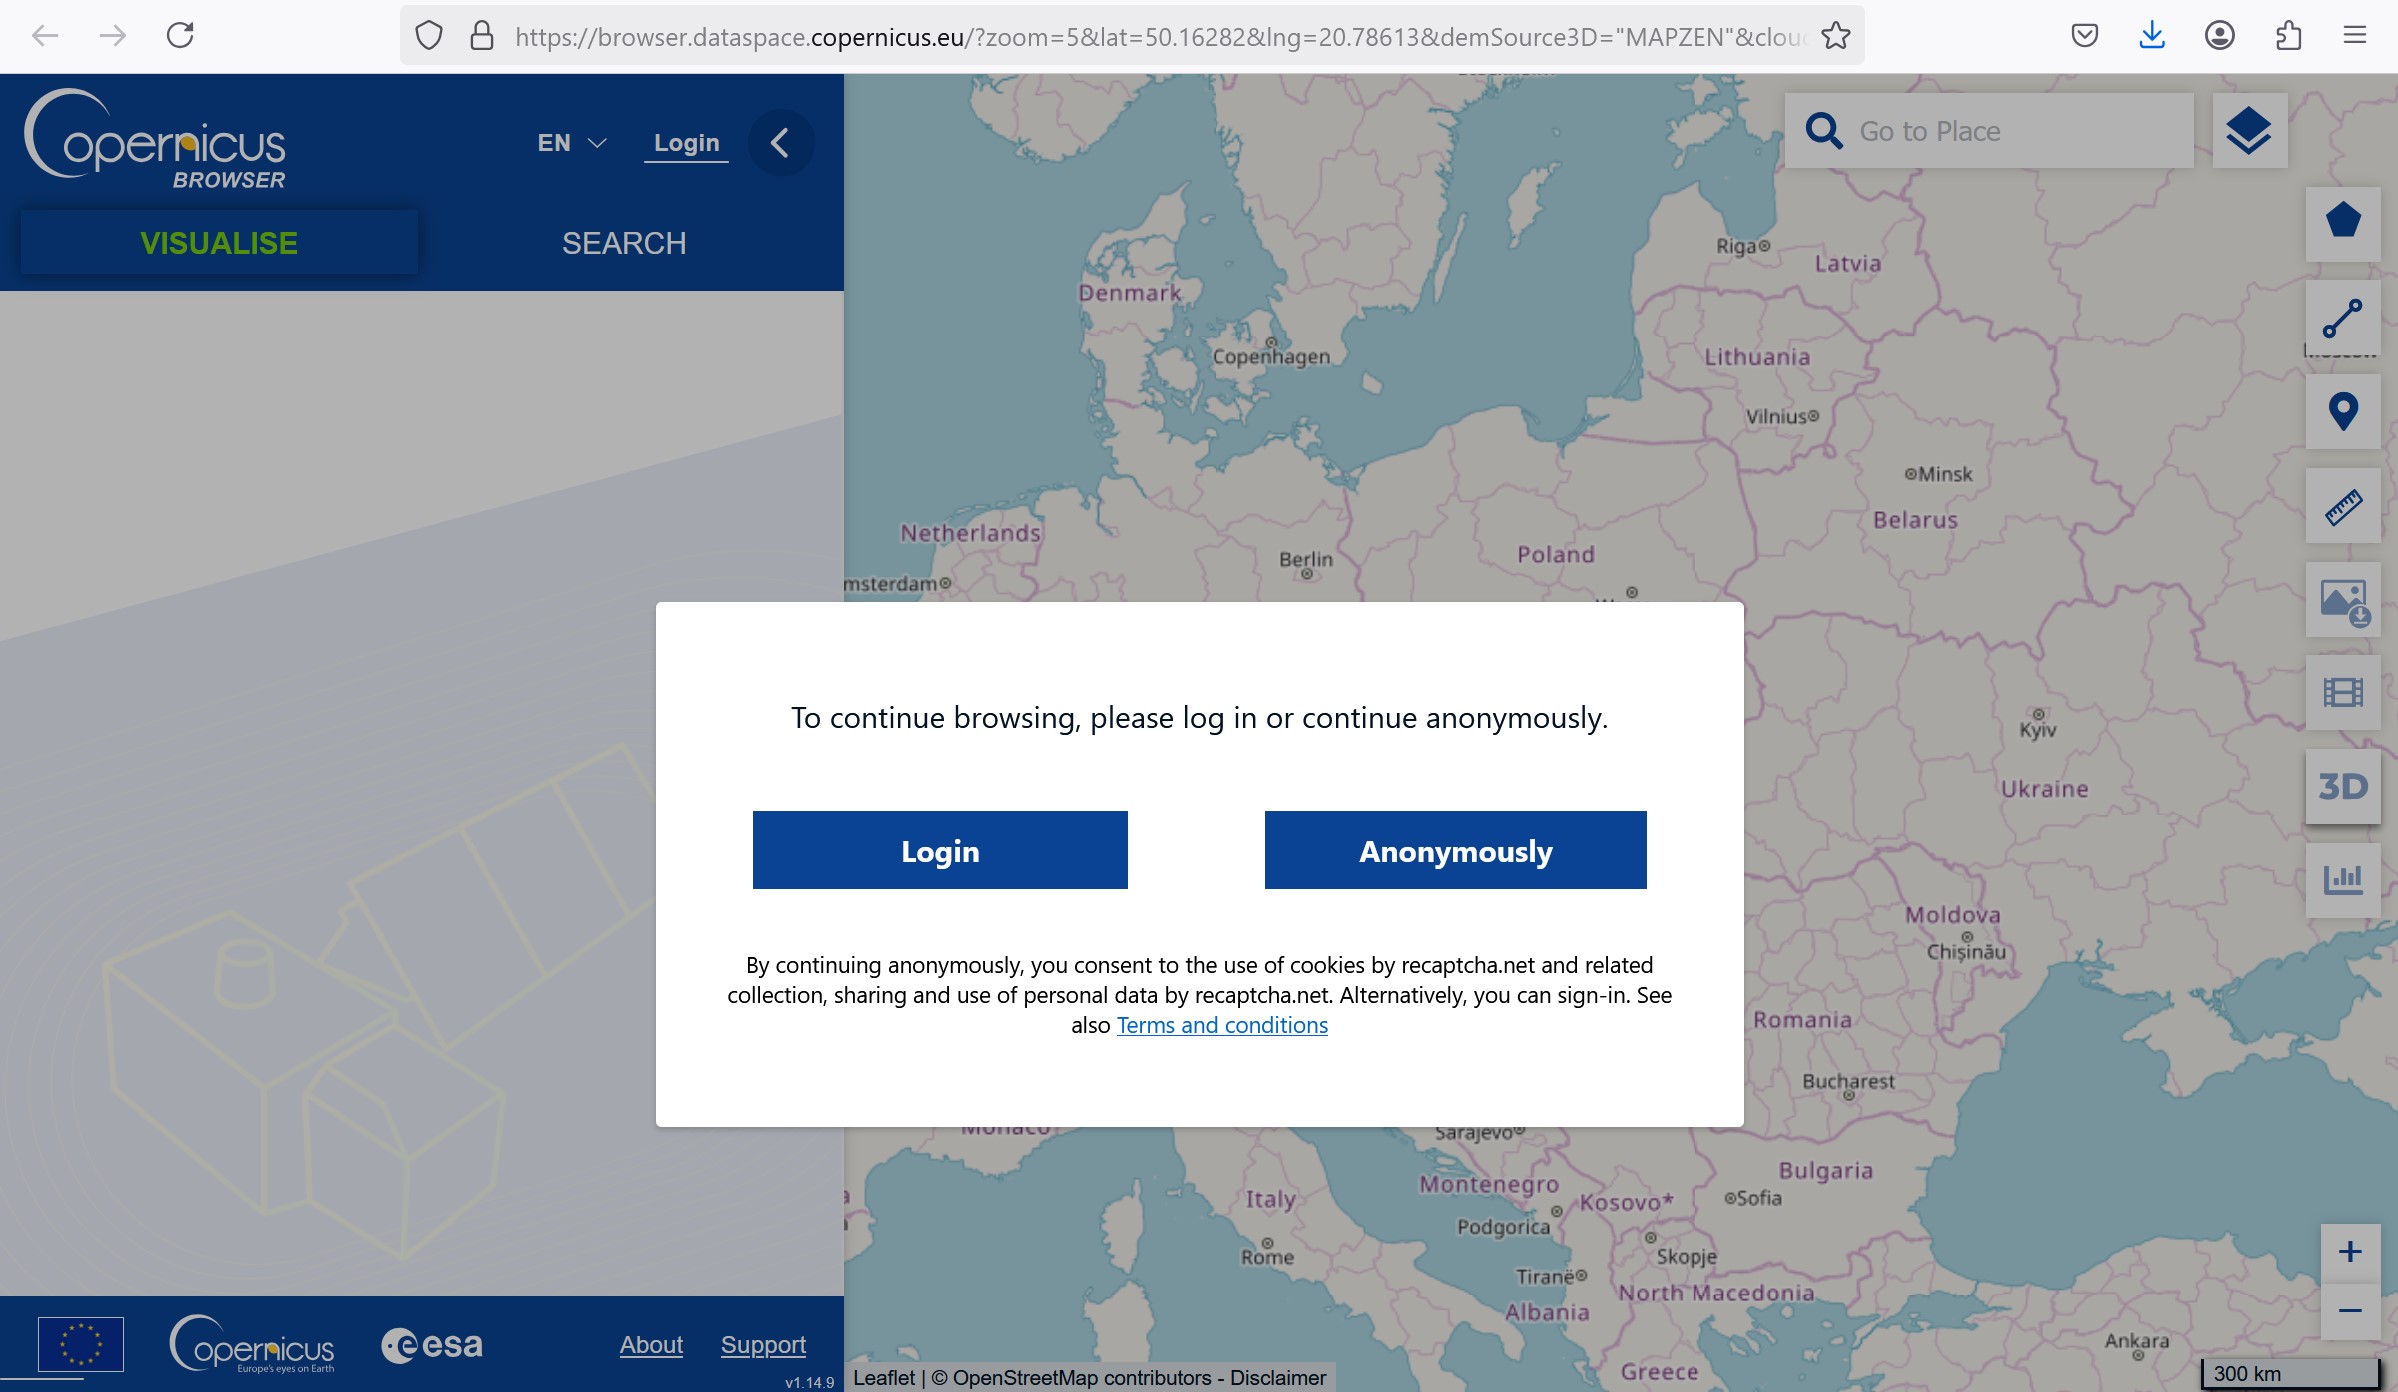 https://browser.dataspace.copernicus.eu/?zoom=5&lat=50.16282&lng=20.78613&demSource3D="MAPZEN"&clou
Copernicus
BROWSER
EN
Login
VISUALISE
SEARCH
Go to Place
Riga
Latvia
Denmark
Copenhagen
Lithuania
Vilnius
Minsk
Belarus
Netherlands
Berlin
Poland
msterdam
To continue browsing, please log in or continue anonymously.
Login
Anonymously
By continuing anonymously, you consent to the use of cookies by recaptcha.net and related
collection, sharing and use of personal data by recaptcha.net. Alternatively, you can sign-in. See
also Terms and conditions
Kyiv
Ukraine
3D
Moldova
Chișinău
Romania
Bucharest
Monaco
Sarajevo
Bulgaria
Montenegro
Kosovo*
Sofia
Italy
Podgorica
Rome
Skopje
Tiranë
North Macedonia
Albania
Ankara
Greece
+
−
300 km
Copernicus
Europe's eyes on Earth
esa
About
Support
v1.14.9
Leaflet | © OpenStreetMap contributors - Disclaimer